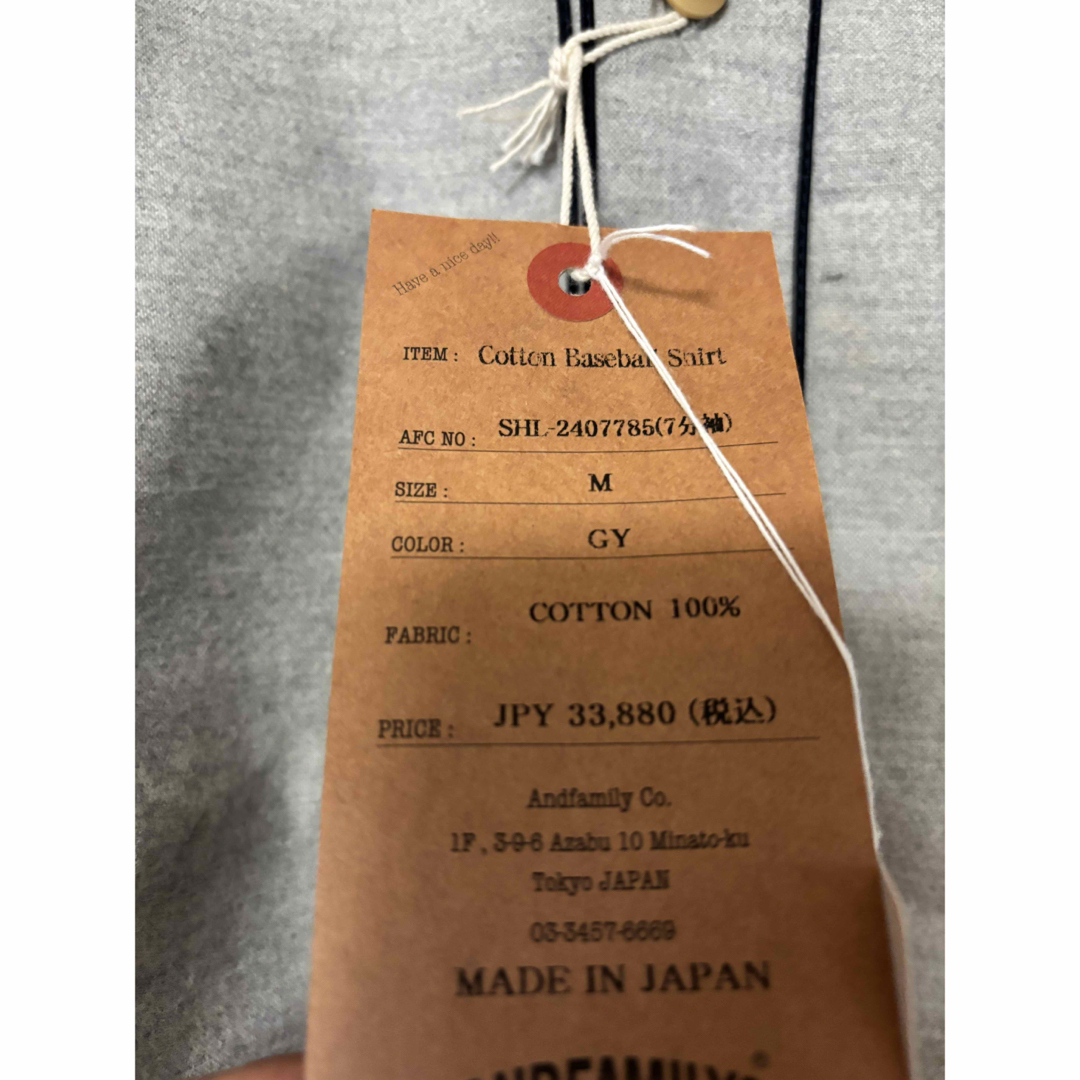 Have a nice day!!
ITEM : Cotton Baseball Shirt
AFC NO : SHL-2407785(7分袖)
SIZE : M
COLOR : GY
FABRIC : COTTON 100%
PRICE : JPY 33,880 (税込)
Andfamily Co.
1F, 3-9-6 Azabu 10 Minato-ku
Tokyo JAPAN
03-3457-6669
MADE IN JAPAN